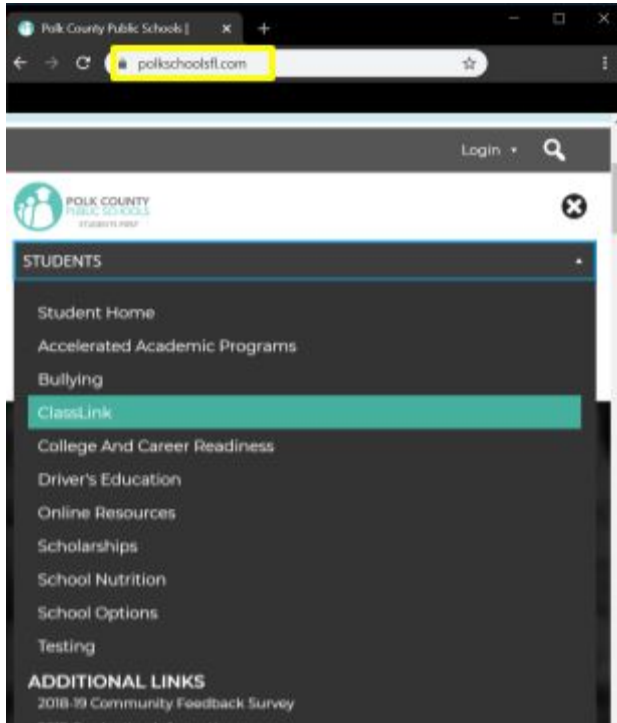 Polk County Public Schools |
polkschoolsfl.com
Login
POLK COUNTY
PUBLIC SCHOOLS
STUDENTS FIRST
STUDENTS
Student Home
Accelerated Academic Programs
Bullying
ClassLink
College And Career Readiness
Driver's Education
Online Resources
Scholarships
School Nutrition
School Options
Testing
ADDITIONAL LINKS
2018-19 Community Feedback Survey